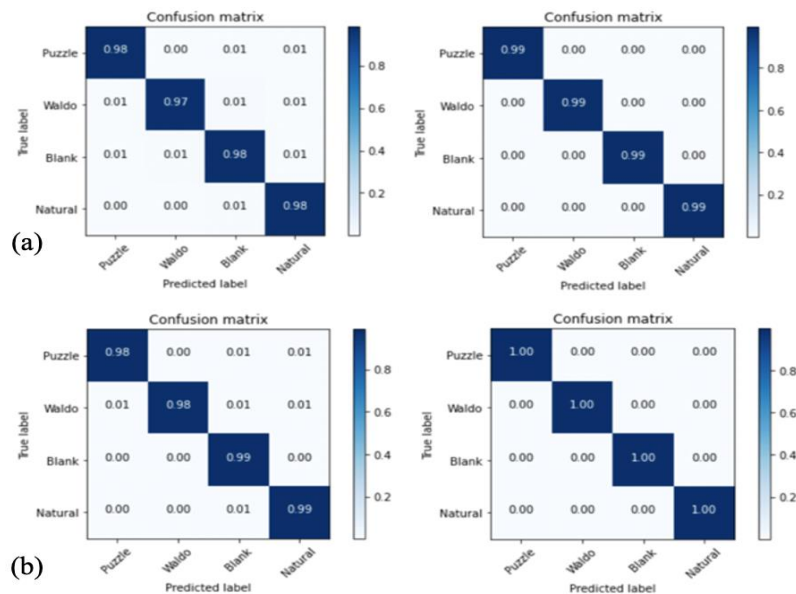 Confusion matrix
Puzzle 0.98 0.00 0.01 0.01
Waldo 0.01 0.97 0.01 0.01
Blank 0.01 0.01 0.98 0.01
Natural 0.00 0.00 0.01 0.98
True label
Puzzle Waldo Blank Natural
Predicted label
0.8
0.6
0.4
0.2
Confusion matrix
Puzzle 0.99 0.00 0.00 0.00
Waldo 0.00 0.99 0.00 0.00
Blank 0.00 0.00 0.99 0.00
Natural 0.00 0.00 0.00 0.99
True label
Puzzle Waldo Blank Natural
Predicted label
0.8
0.6
0.4
0.2
(a)
Confusion matrix
Puzzle 0.98 0.00 0.01 0.01
Waldo 0.01 0.98 0.01 0.01
Blank 0.00 0.00 0.99 0.00
Natural 0.00 0.00 0.01 0.99
True label
Puzzle Waldo Blank Natural
Predicted label
0.8
0.6
0.4
0.2
Confusion matrix
Puzzle 1.00 0.00 0.00 0.00
Waldo 0.00 1.00 0.00 0.00
Blank 0.00 0.00 1.00 0.00
Natural 0.00 0.00 0.00 1.00
True label
Puzzle Waldo Blank Natural
Predicted label
0.8
0.6
0.4
0.2
(b)